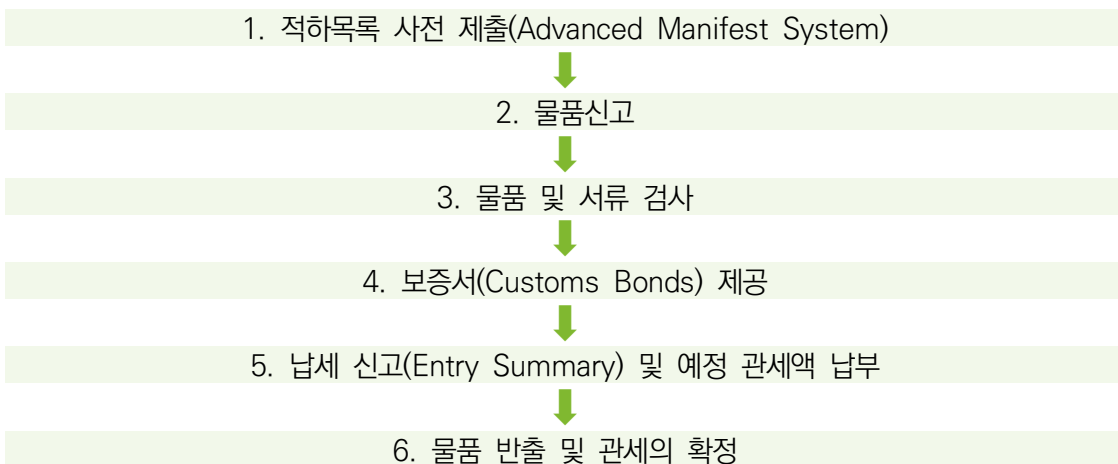 1. 적하목록 사전 제출(Advanced Manifest System)
2. 물품신고
3. 물품 및 서류 검사
4. 보증서(Customs Bonds) 제공
5. 납세 신고(Entry Summary) 및 예정 관세액 납부
6. 물품 반출 및 관세의 확정